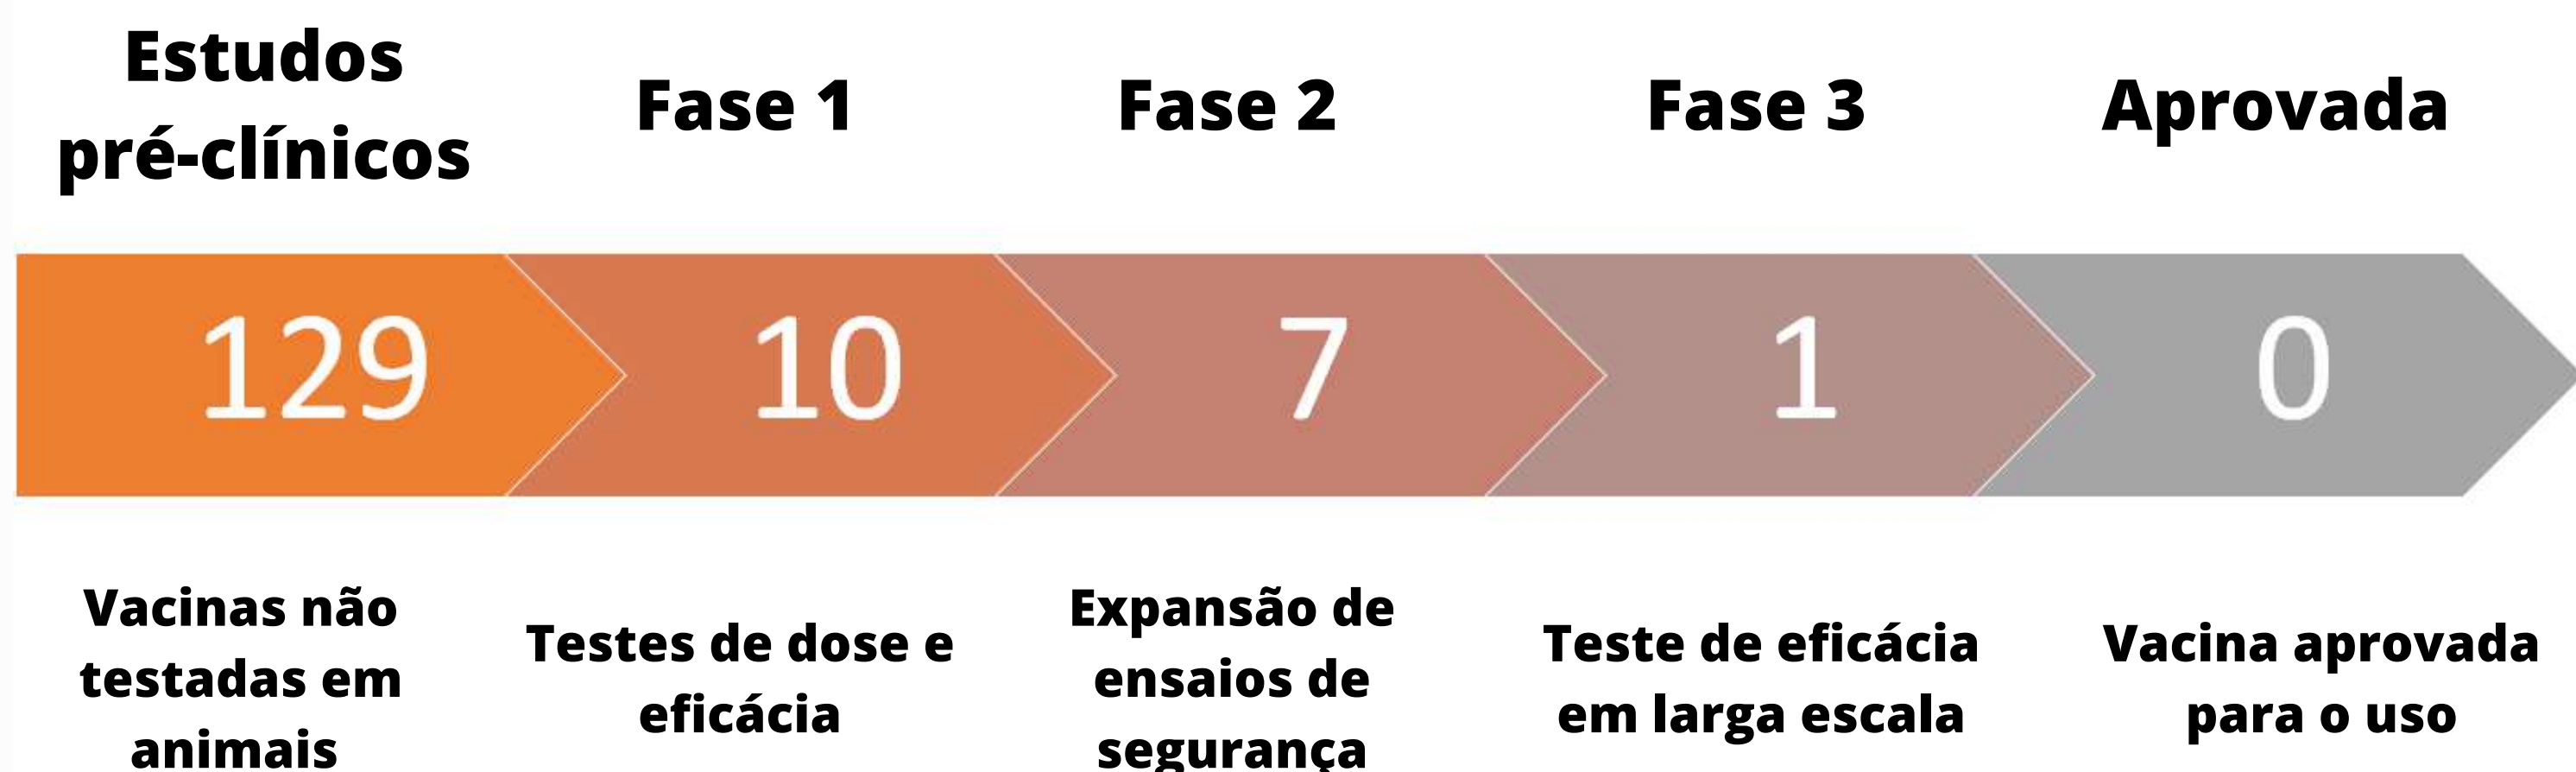 Estudos
pré-clínicos
Fase 1
Fase 2
Fase 3
Aprovada
129
10
7
1
0
Vacinas não
testadas em
animais
Testes de dose e
eficácia
Expansão de
ensaios de
segurança
Teste de eficácia
em larga escala
Vacina aprovada
para o uso